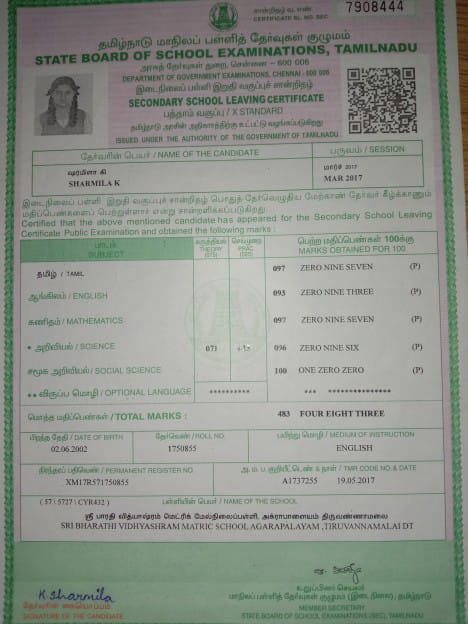 சான்றிதழ் வ. எண்.
CERTIFICATE SL. NO. SEC
7908444
தமிழ்நாடு மாநிலப் பள்ளித் தேர்வுகள் குழுமம்
STATE BOARD OF SCHOOL EXAMINATIONS, TAMILNADU
அரசுத் தேர்வுகள் துறை, சென்னை – 600 006
DEPARTMENT OF GOVERNMENT EXAMINATIONS, CHENNAI - 600 006
இடைநிலைப் பள்ளி இறுதி வகுப்புச் சான்றிதழ்
SECONDARY SCHOOL LEAVING CERTIFICATE
பத்தாம் வகுப்பு / X STANDARD
தமிழ்நாடு அரசின் அதிகாரத்திற்கு உட்பட்டு வழங்கப்படுகிறது
ISSUED UNDER THE AUTHORITY OF THE GOVERNMENT OF TAMILNADU
தேர்வரின் பெயர் / NAME OF THE CANDIDATE
பருவம் / SESSION
ஷர்மிளா கி
மார்ச் 2017
SHARMILA K
MAR 2017
இடைநிலைப் பள்ளி இறுதி வகுப்புச் சான்றிதழ் பொதுத் தேர்வெழுதிய மேற்காண் தேர்வர் கீழ்க்காணும்
மதிப்பெண்களைப் பெற்றுள்ளார் என்று சான்றளிக்கப்படுகிறது
Certified that the above mentioned candidate has appeared for the Secondary School Leaving
Certificate Public Examination and obtained the following marks :
பாடம்
SUBJECT
கருத்தியல்
THEORY
(075)
செய்முறை
PRAC
(025)
பெற்ற மதிப்பெண்கள் 100க்கு
MARKS OBTAINED FOR 100
தமிழ் / TAMIL 097 ZERO NINE SEVEN (P)
ஆங்கிலம் / ENGLISH 093 ZERO NINE THREE (P)
கணிதம் / MATHEMATICS 097 ZERO NINE SEVEN (P)
* அறிவியல் / SCIENCE 071 096 ZERO NINE SIX (P)
சமூக அறிவியல் / SOCIAL SCIENCE 100 ONE ZERO ZERO (P)
** விருப்ப மொழி / OPTIONAL LANGUAGE ********** *** ****************
மொத்த மதிப்பெண்கள் / TOTAL MARKS : 483 FOUR EIGHT THREE
பிறந்த தேதி / DATE OF BIRTH
தேர்வெண் / ROLL NO.
பயிற்று மொழி / MEDIUM OF INSTRUCTION
02.06.2002
1750855
ENGLISH
நிரந்தரப் பதிவெண் / PERMANENT REGISTER NO.
அ.ம.ப.குறியீட்டெண் & நாள் / TMR CODE NO.& DATE
XM17R571750855
A1737255 19.05.2017
( 57\ 5727\ CYR432 )
பள்ளியின் பெயர் / NAME OF THE SCHOOL
ஸ்ரீ பாரதி வித்யாஷ்ரம் மெட்ரிக் மேல்நிலைப்பள்ளி, அக்ராபாளையம் திருவண்ணாமலை
SRI BHARATHI VIDHYASHRAM MATRIC SCHOOL AGARAPALAYAM ,TIRUVANNAMALAI DT
K. Sharmila
தேர்வரின் கையொப்பம்
SIGNATURE OF THE CANDIDATE
உறுப்பினர் செயலர்
மாநிலப் பள்ளித் தேர்வுகள் குழுமம் (இடைநிலை), தமிழ்நாடு
MEMBER SECRETARY
STATE BOARD OF SCHOOL EXAMINATIONS (SEC), TAMILNADU